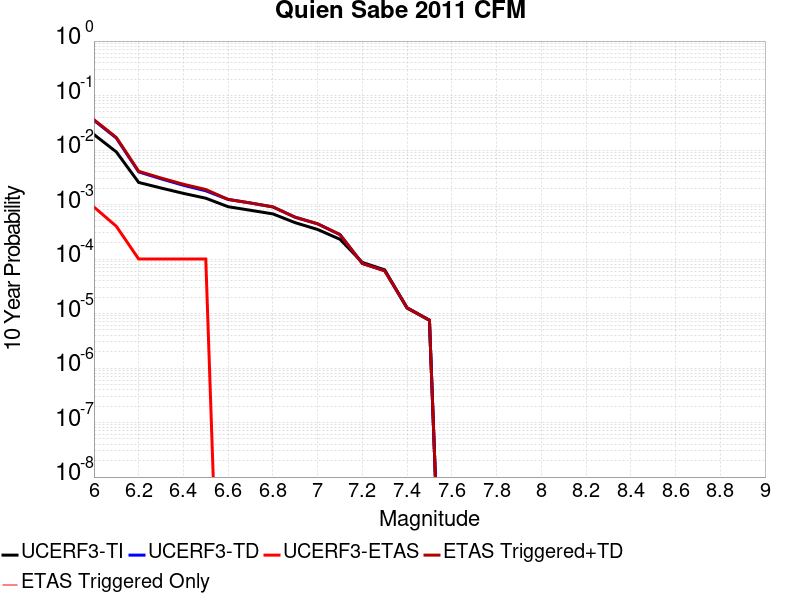 Quien Sabe 2011 CFM
10^0
10^-1
10^-2
10^-3
10^-4
10^-5
10^-6
10^-7
10^-8
10 Year Probability
6 6.2 6.4 6.6 6.8 7 7.2 7.4 7.6 7.8 8 8.2 8.4 8.6 8.8 9
Magnitude
UCERF3-TI UCERF3-TD UCERF3-ETAS ETAS Triggered+TD
ETAS Triggered Only